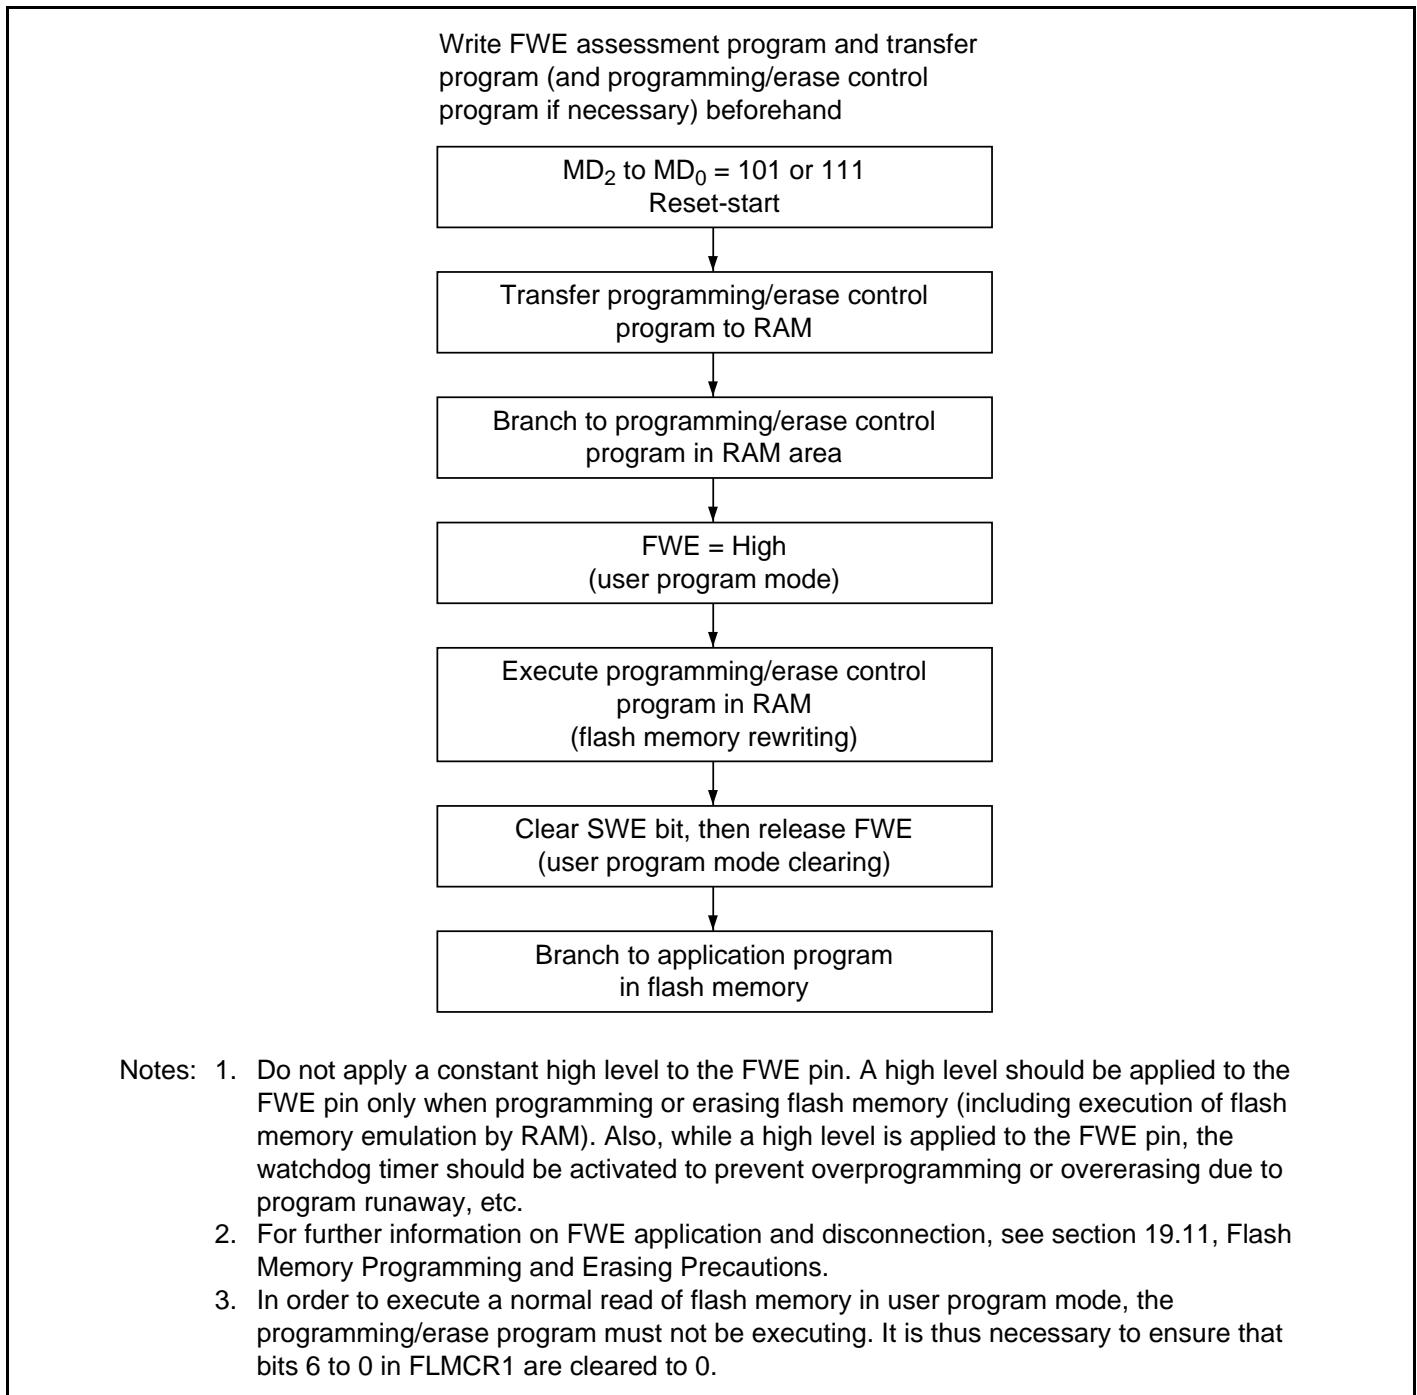 Write FWE assessment program and transfer
program (and programming/erase control
program if necessary) beforehand
MD₂ to MD₀ = 101 or 111
Reset-start
Transfer programming/erase control
program to RAM
Branch to programming/erase control
program in RAM area
FWE = High
(user program mode)
Execute programming/erase control
program in RAM
(flash memory rewriting)
Clear SWE bit, then release FWE
(user program mode clearing)
Branch to application program
in flash memory
Notes: 1. Do not apply a constant high level to the FWE pin. A high level should be applied to the
FWE pin only when programming or erasing flash memory (including execution of flash
memory emulation by RAM). Also, while a high level is applied to the FWE pin, the
watchdog timer should be activated to prevent overprogramming or overerasing due to
program runaway, etc.
2. For further information on FWE application and disconnection, see section 19.11, Flash
Memory Programming and Erasing Precautions.
3. In order to execute a normal read of flash memory in user program mode, the
programming/erase program must not be executing. It is thus necessary to ensure that
bits 6 to 0 in FLMCR1 are cleared to 0.